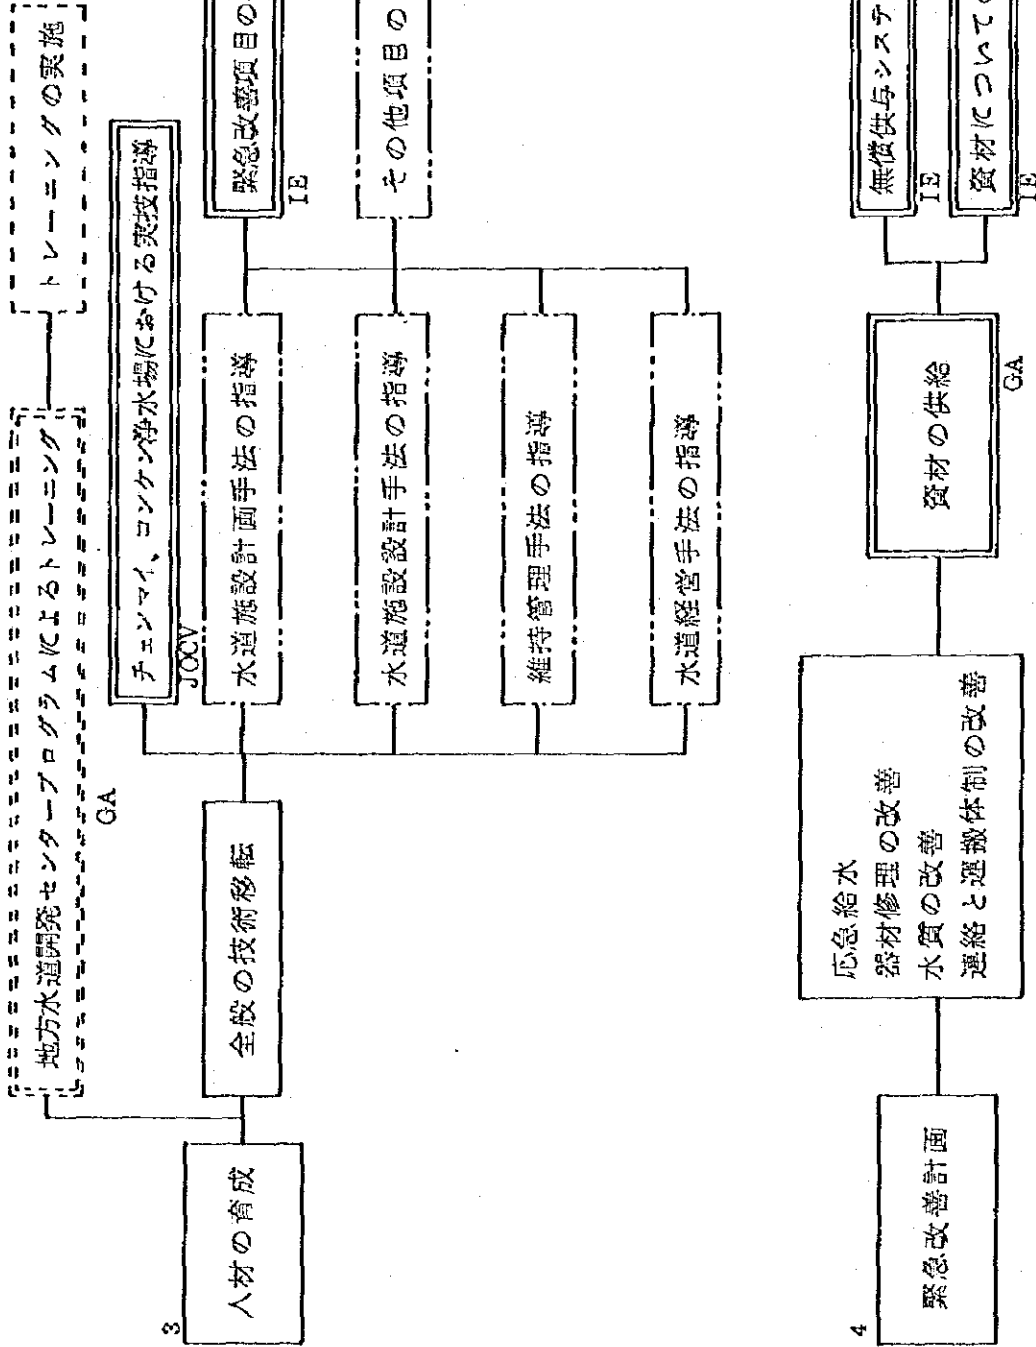 3
人材の育成
地方水道開発センタープログラムによるトレーニング
GA
トレーニングの実施
全般の技術移転
チェンマイ、コンケン浄水場における実技指導
JOCV
水道施設計画手法の指導
水道施設設計手法の指導
維持管理手法の指導
水道経営手法の指導
緊急改善項目の
IE
その他項目の
4
緊急改善計画
応急給水
器材修理の改善
水質の改善
連絡と運搬体制の改善
資材の供給
GA
無償供与システ
IE
資材についての
IE